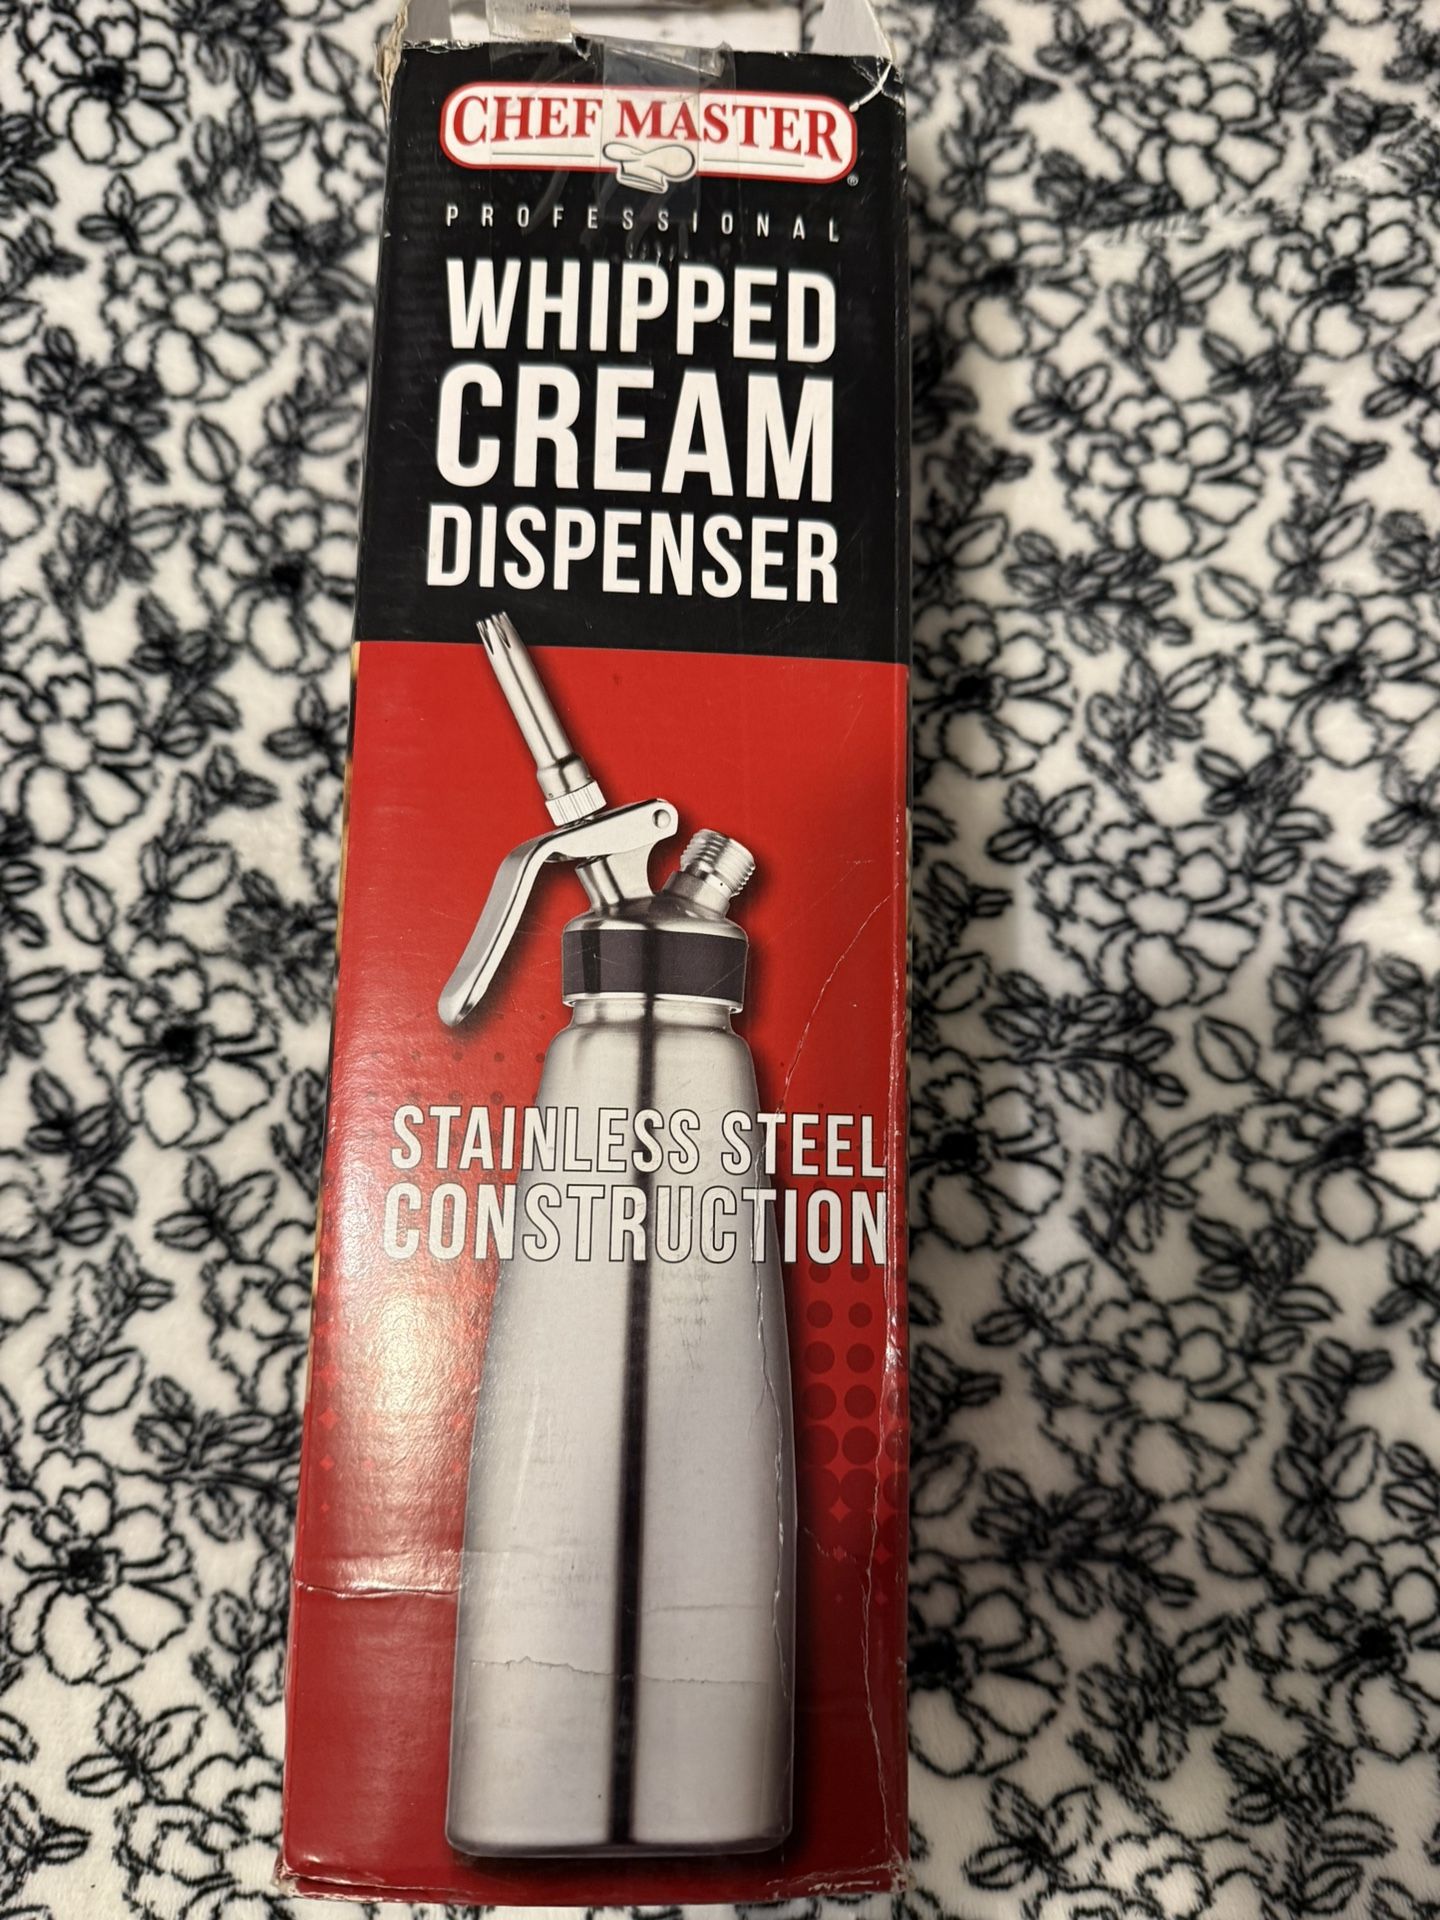 CHEF MASTER
®
PROFESSIONAL
WHIPPED
CREAM
DISPENSER
STAINLESS STEEL
CONSTRUCTION